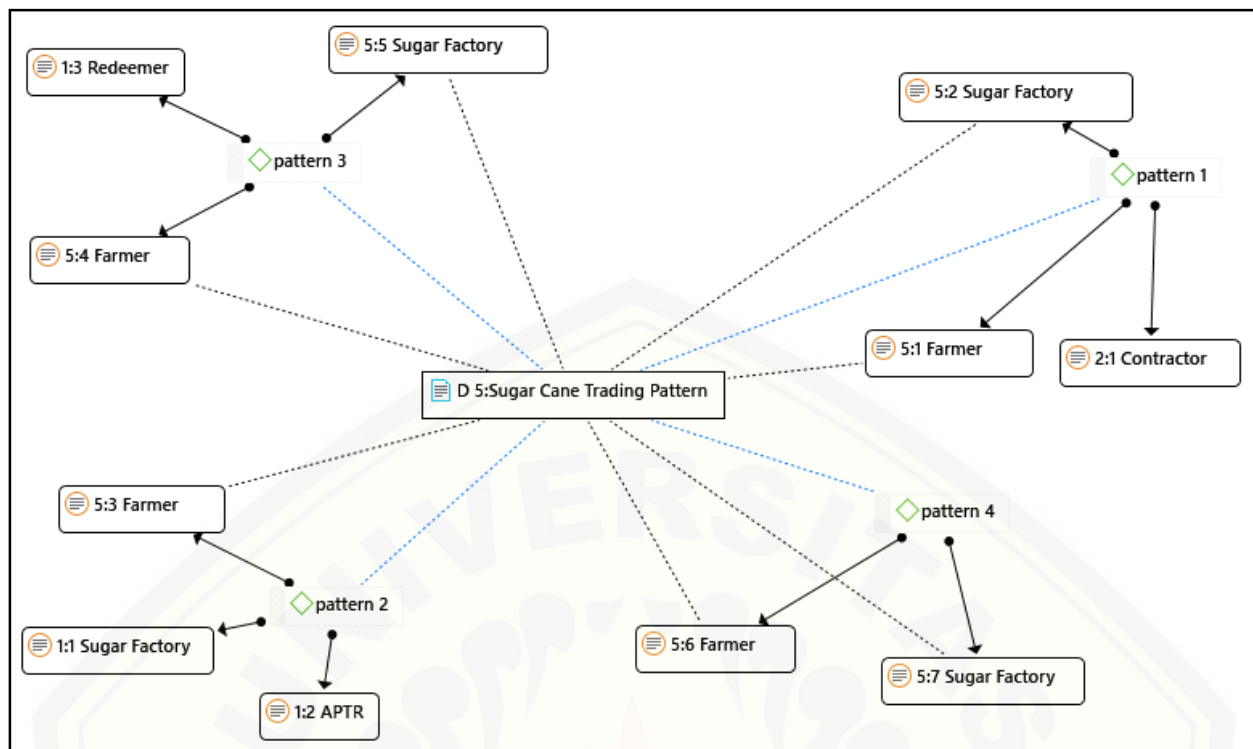 5:5 Sugar Factory
1:3 Redeemer
5:2 Sugar Factory
pattern 3
pattern 1
5:4 Farmer
5:1 Farmer
2:1 Contractor
D 5:Sugar Cane Trading Pattern
5:3 Farmer
pattern 4
pattern 2
1:1 Sugar Factory
5:6 Farmer
5:7 Sugar Factory
1:2 APTR
UNIVERSITAS